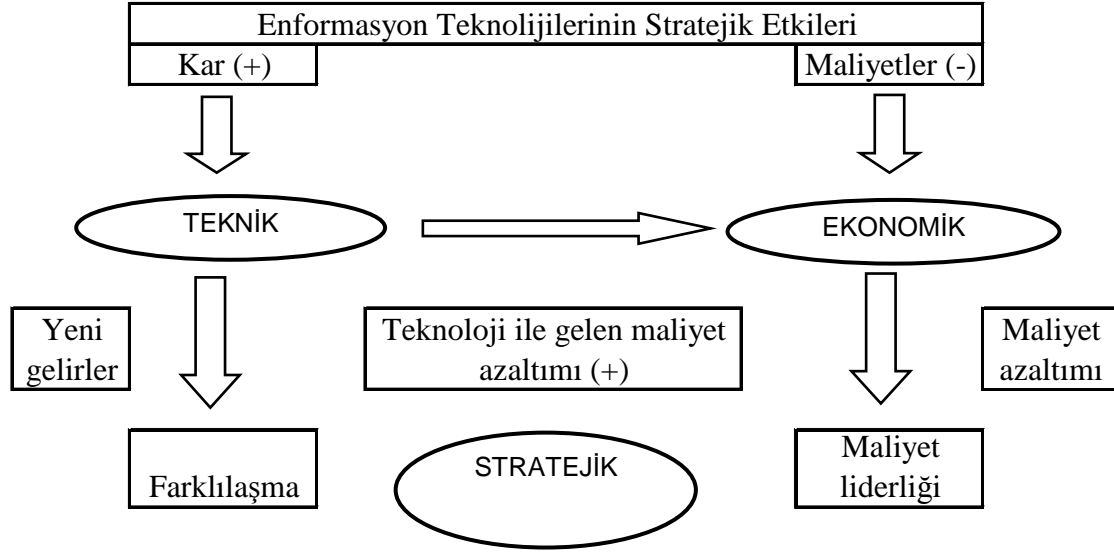 Enformasyon Teknolijilerinin Stratejik Etkileri
Kar (+)
Maliyetler (-)
TEKNİK
EKONOMİK
Yeni
gelirler
Teknoloji ile gelen maliyet
azaltımı (+)
Maliyet
azaltımı
Farklılaşma
STRATEJİK
Maliyet
liderliği